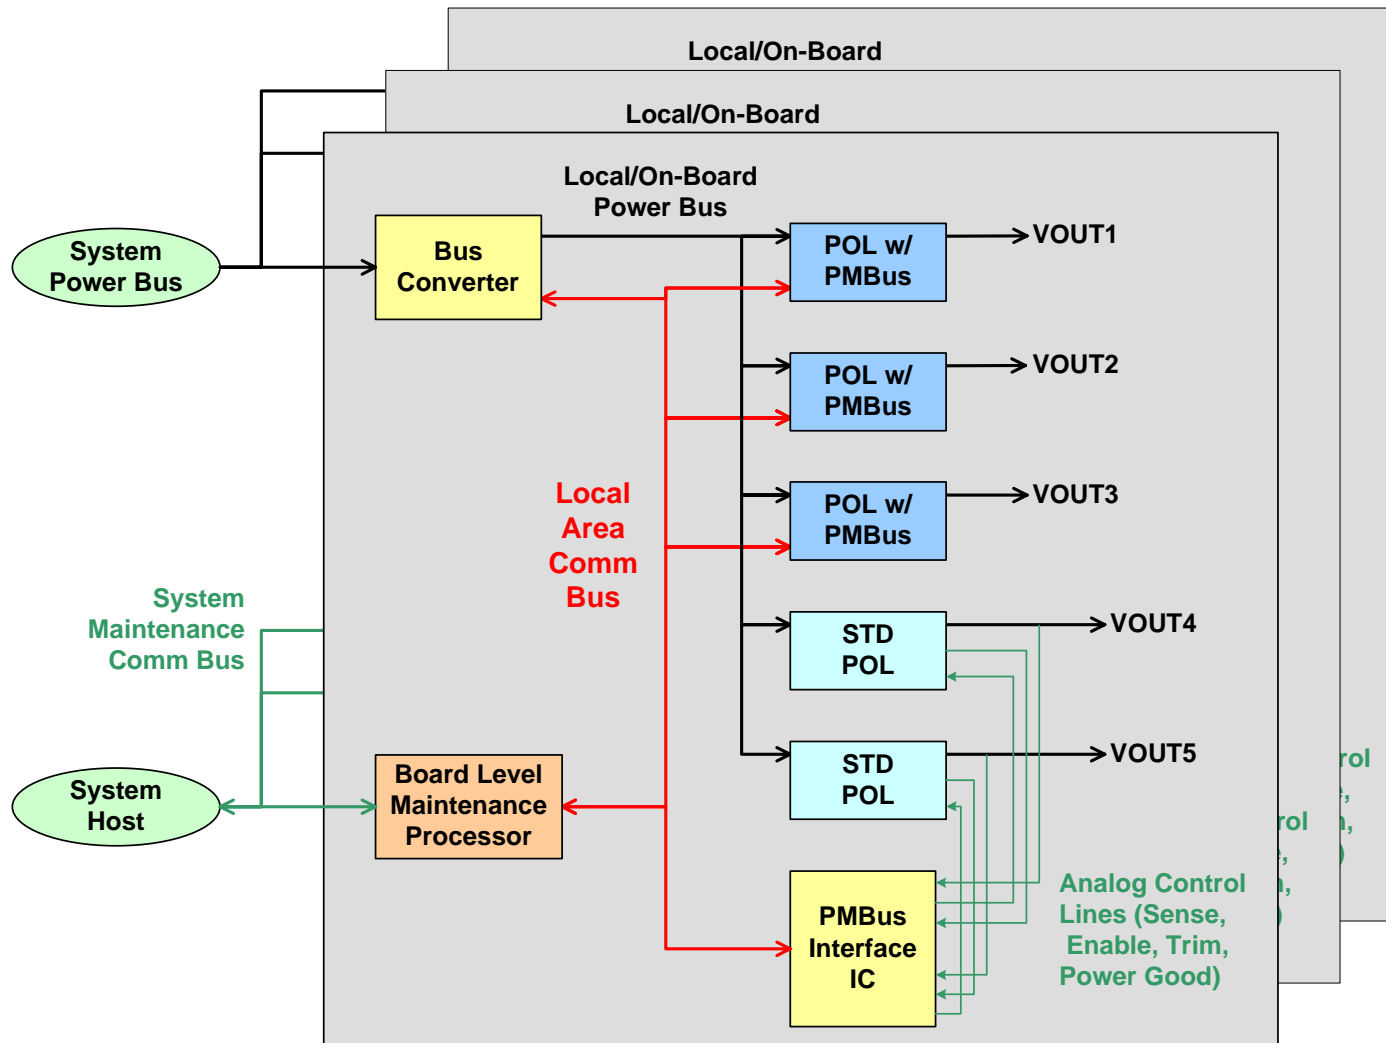 Local/On-Board
Local/On-Board
Local/On-Board
Power Bus
System
Power Bus
Bus
Converter
POL w/
PMBus
VOUT1
POL w/
PMBus
VOUT2
POL w/
PMBus
VOUT3
Local
Area
Comm
Bus
System
Maintenance
Comm Bus
STD
POL
VOUT4
STD
POL
VOUT5
System
Host
Board Level
Maintenance
Processor
PMBus
Interface
IC
Analog Control
Lines (Sense,
Enable, Trim,
Power Good)